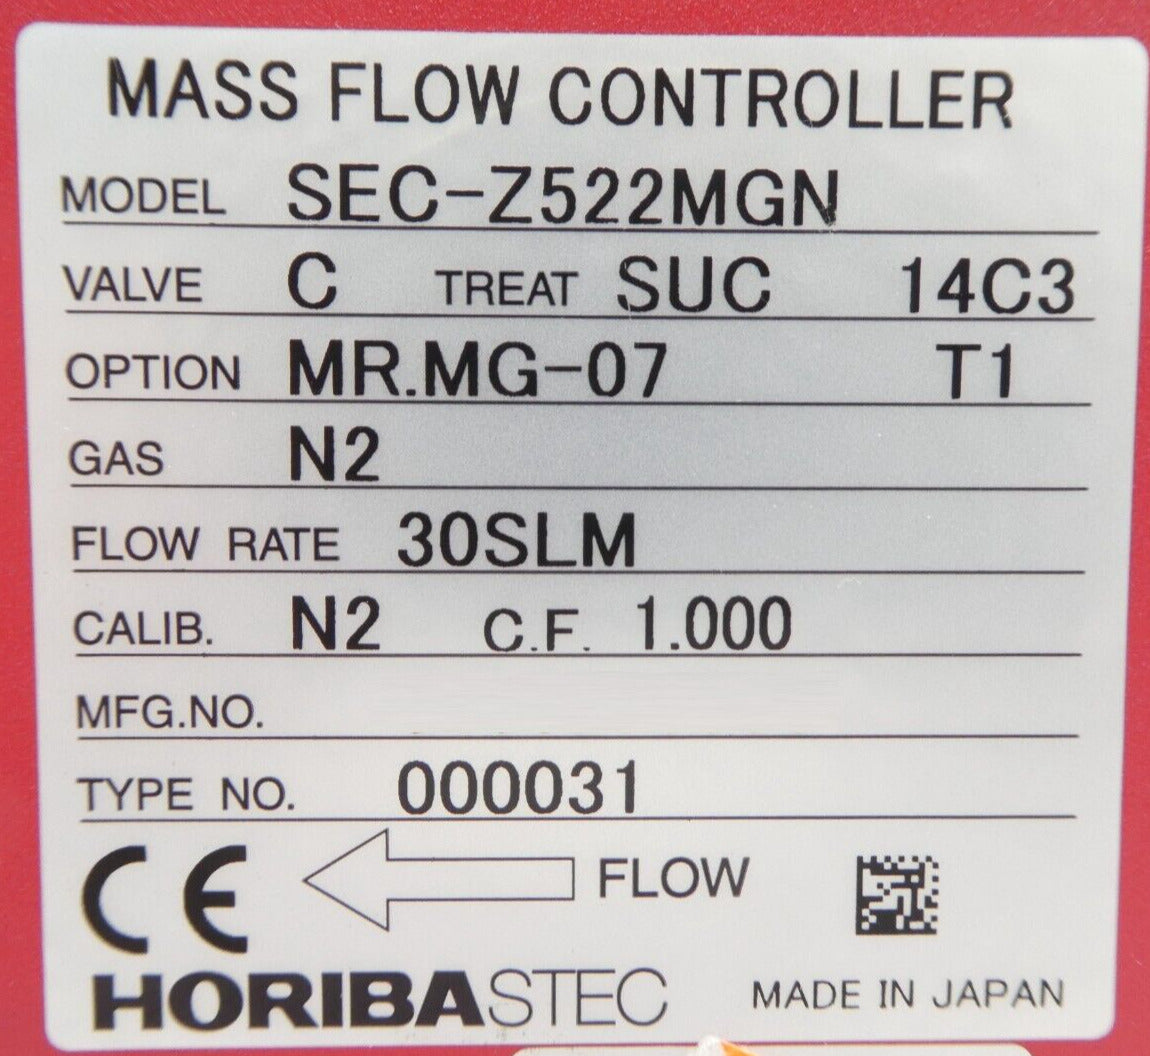 MASS FLOW CONTROLLER
MODEL SEC-Z522MGN
VALVE C TREAT SUC 14C3
OPTION MR.MG-07 T1
GAS N2
FLOW RATE 30SLM
CALIB. N2 C.F. 1.000
MFG.NO.
TYPE NO. 000031
CE FLOW
HORIBASTEC MADE IN JAPAN